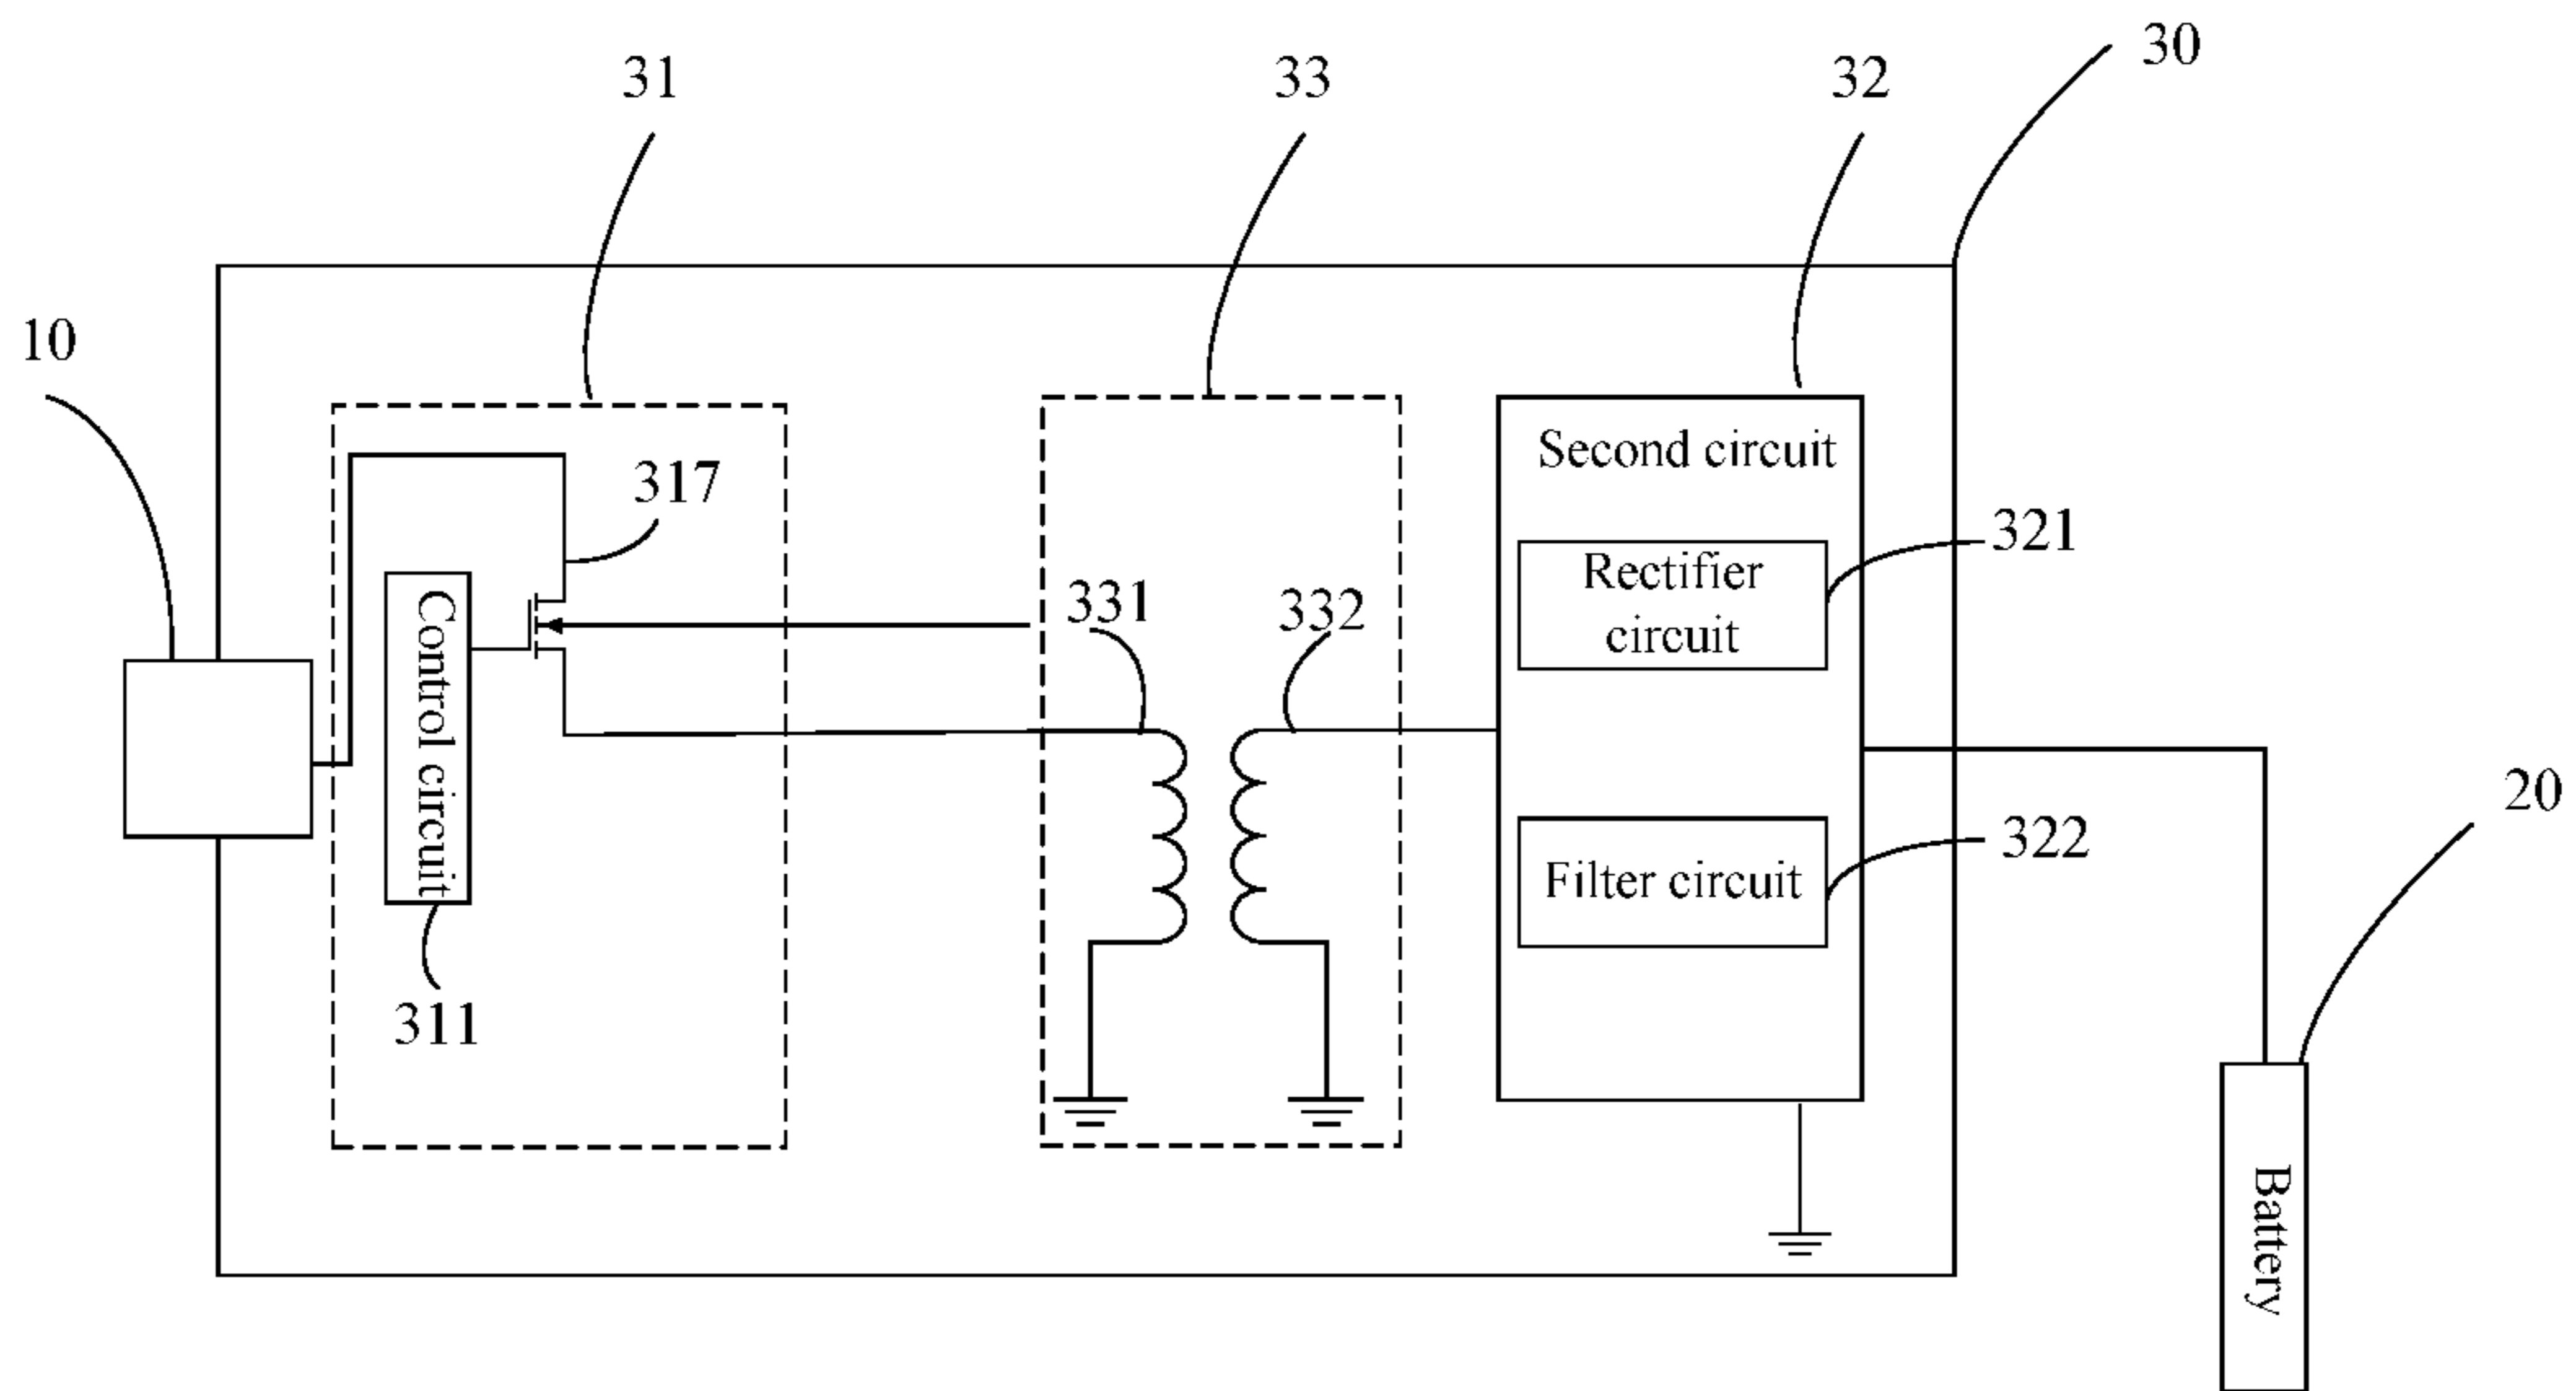 30
31
33
32
10
Second circuit
317
321
Rectifier
circuit
331
332
Control circuit
20
322
Filter circuit
311
Battery